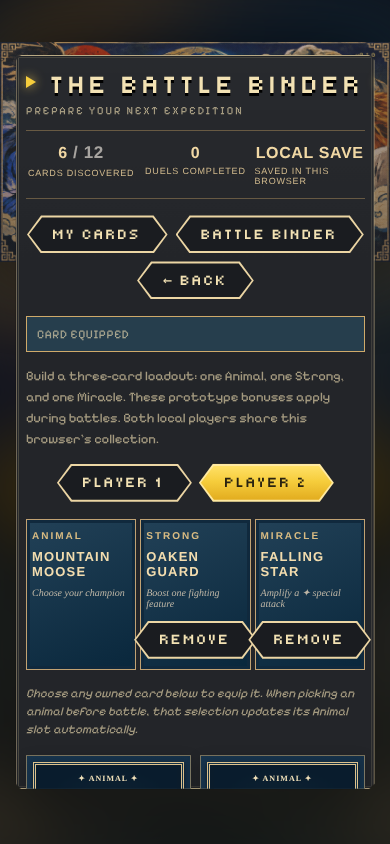 THE BATTLE BINDER
PREPARE YOUR NEXT EXPEDITION
6 / 12
CARDS DISCOVERED
0
DUELS COMPLETED
LOCAL SAVE
SAVED IN THIS
BROWSER
MY CARDS
BATTLE BINDER
← BACK
CARD EQUIPPED
Build a three-card loadout: one Animal, one Strong,
and one Miracle. These prototype bonuses apply
during battles. Both local players share this
browser's collection.
PLAYER 1
PLAYER 2
ANIMAL
MOUNTAIN
MOOSE
Choose your champion
STRONG
OAKEN
GUARD
Boost one fighting
feature
REMOVE
MIRACLE
FALLING
STAR
Amplify a ✦ special
attack
REMOVE
Choose any owned card below to equip it. When picking an
animal before battle, that selection updates its Animal
slot automatically.
✦ ANIMAL ✦
✦ ANIMAL ✦